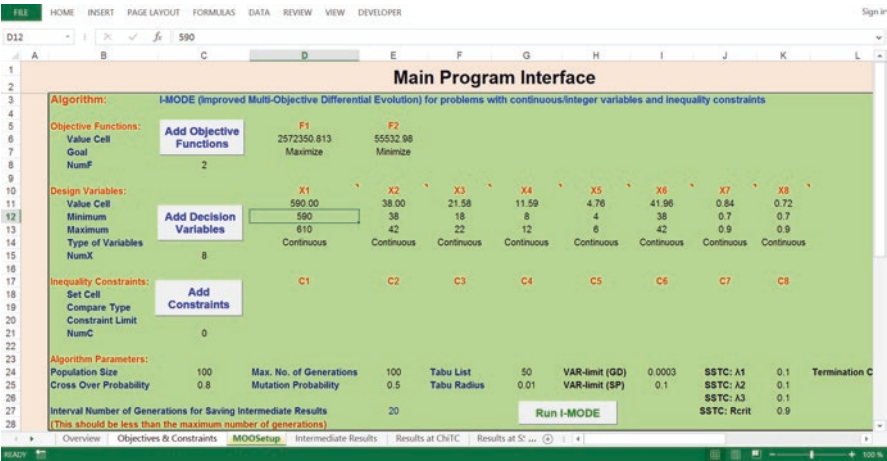 FILE HOME INSERT PAGE LAYOUT FORMULAS DATA REVIEW VIEW DEVELOPER Sign in
D12 fx 590
A B C D E F G H I J K L
1 Main Program Interface
2
3 Algorithm: I-MODE (Improved Multi-Objective Differential Evolution) for problems with continuous/integer variables and inequality constraints
4
5 Objective Functions: Add Objective Functions F1 F2
6 Value Cell 2572350.813 55532.98
7 Goal Maximize Minimize
8 NumF 2
9
10 Design Variables: X1 X2 X3 X4 X5 X6 X7 X8
11 Value Cell 590.00 38.00 21.58 11.59 4.76 41.96 0.84 0.72
12 Minimum Add Decision Variables 590 38 18 8 4 38 0.7 0.7
13 Maximum 610 42 22 12 6 42 0.9 0.9
14 Type of Variables Continuous Continuous Continuous Continuous Continuous Continuous Continuous Continuous
15 NumX 8
16
17 Inequality Constraints: Add Constraints C1 C2 C3 C4 C5 C6 C7 C8
18 Set Cell
19 Compare Type
20 Constraint Limit
21 NumC 0
22
23 Algorithm Parameters:
24 Population Size 100 Max. No. of Generations 100 Tabu List 50 VAR-limit (GD) 0.0003 SSTC: λ1 0.1 Termination C
25 Cross Over Probability 0.8 Mutation Probability 0.5 Tabu Radius 0.01 VAR-limit (SP) 0.1 SSTC: λ2 0.1
26 SSTC: λ3 0.1
27 Interval Number of Generations for Saving Intermediate Results 20 Run I-MODE SSTC: Rcrit 0.9
28 (This should be less than the maximum number of generations)
Overview Objectives & Constraints MOOSetup Intermediate Results Results at ChiTC Results at S! ...
READY 100 %